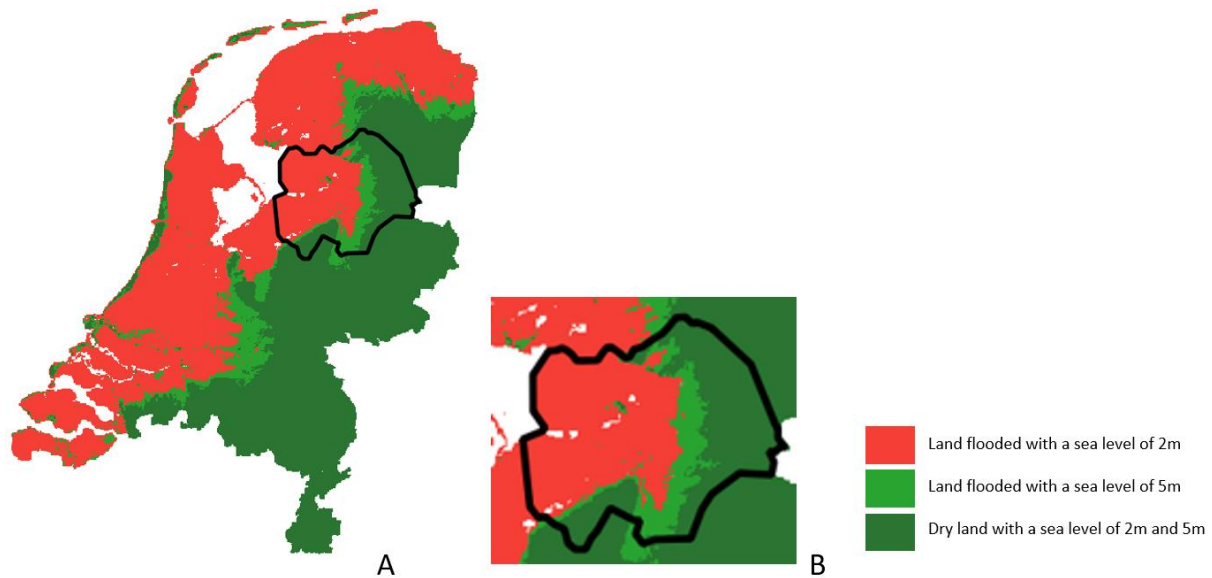 A
B
Land flooded with a sea level of 2m
Land flooded with a sea level of 5m
Dry land with a sea level of 2m and 5m